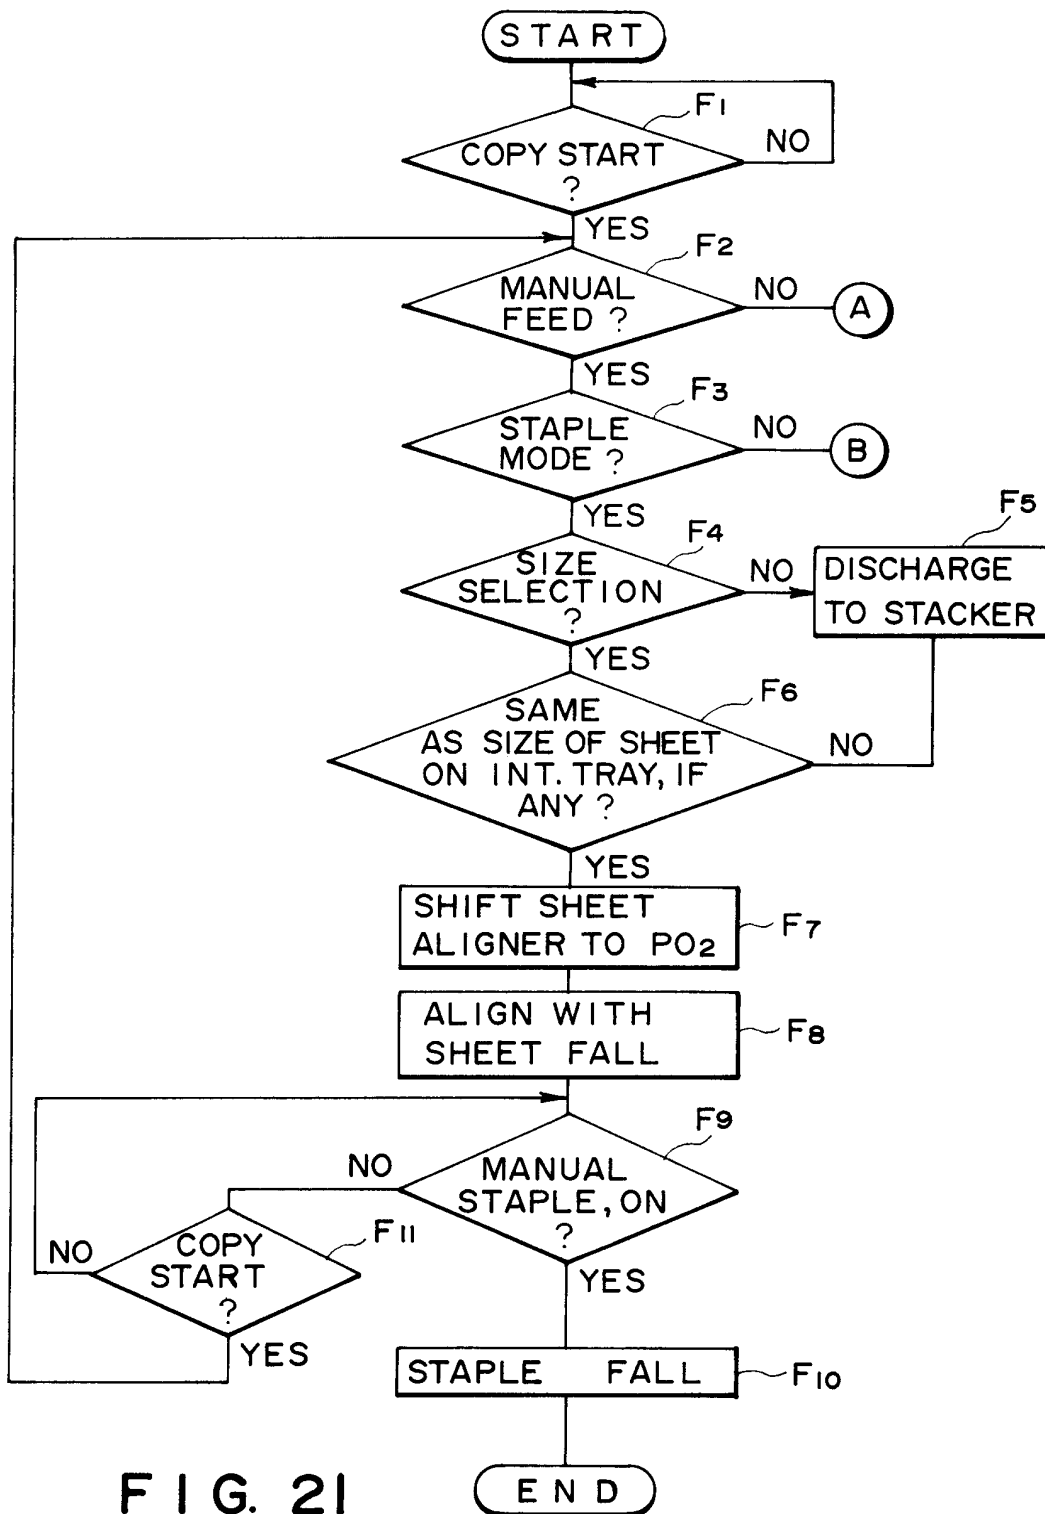 START
F1
COPY START
?
NO
YES
F2
MANUAL
FEED ?
NO
A
YES
F3
STAPLE
MODE ?
NO
B
YES
F4
SIZE
SELECTION
?
NO
F5
DISCHARGE
TO STACKER
YES
F6
SAME
AS SIZE OF SHEET
ON INT. TRAY, IF
ANY ?
NO
YES
SHIFT SHEET
ALIGNER TO PO2
F7
ALIGN WITH
SHEET FALL
F8
F9
MANUAL
STAPLE, ON
?
NO
YES
F11
COPY
START
?
NO
YES
STAPLE FALL
F10
END
FIG. 21